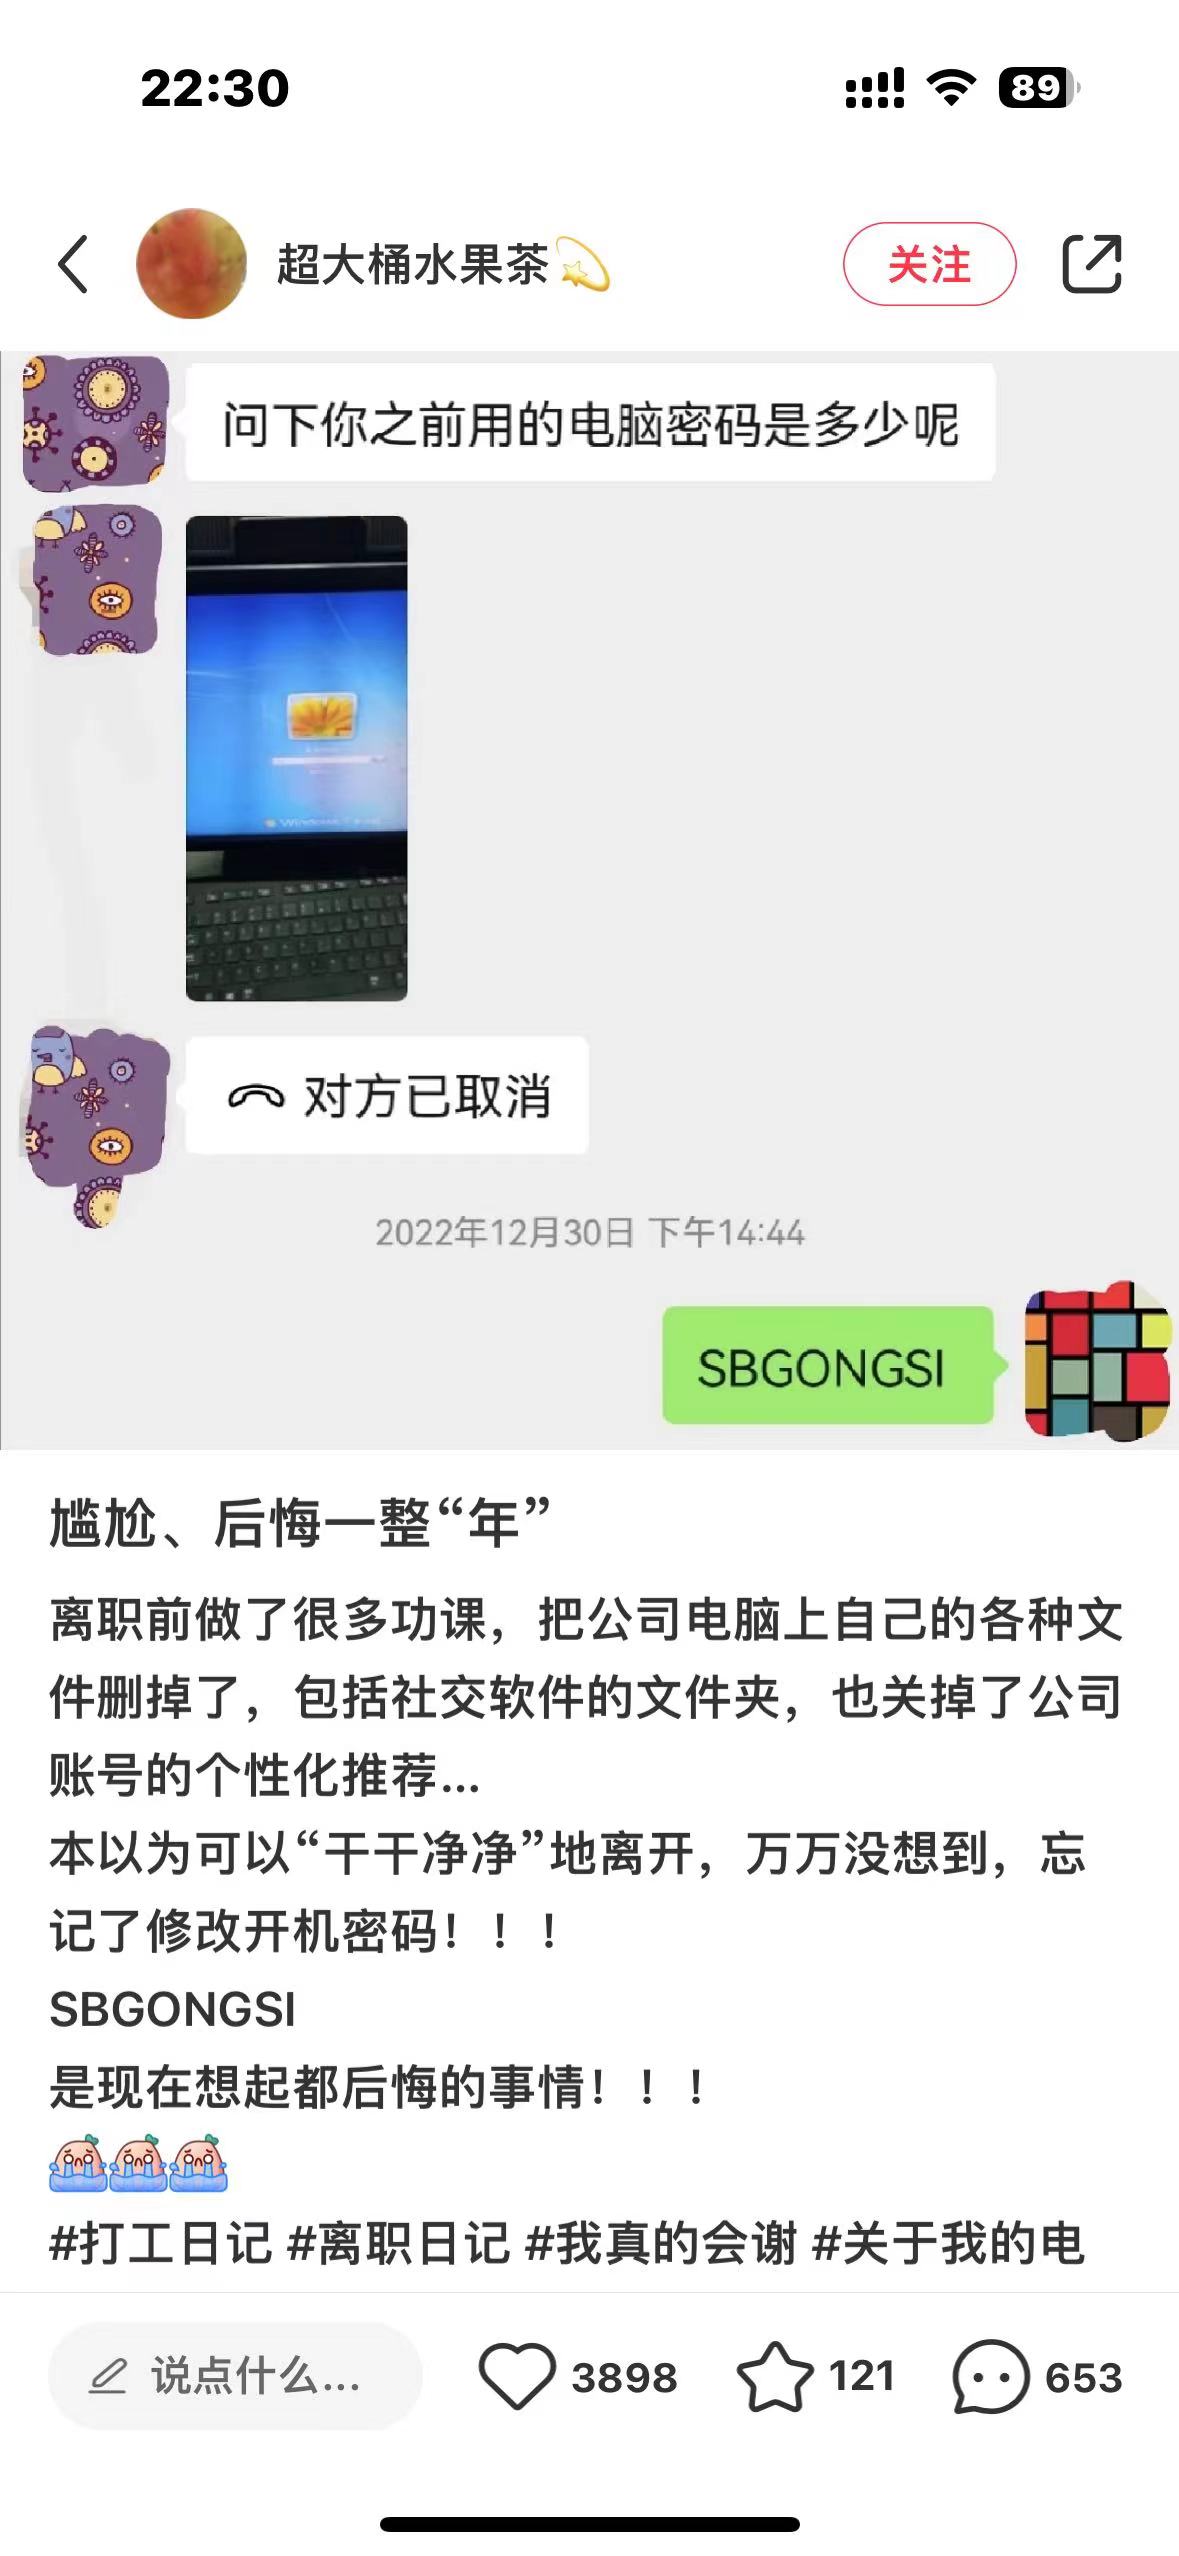 22:30
89
超大桶水果茶
关注
问下你之前用的电脑密码是多少呢
Windows 7
对方已取消
2022年12月30日 下午14:44
SBGONGSI
尴尬、后悔一整“年”
离职前做了很多功课，把公司电脑上自己的各种文
件删掉了，包括社交软件的文件夹，也关掉了公司
账号的个性化推荐...
本以为可以“干干净净”地离开，万万没想到，忘
记了修改开机密码！！！
SBGONGSI
是现在想起都后悔的事情！！！
#打工日记 #离职日记 #我真的会谢 #关于我的电
说点什么...
3898
121
653